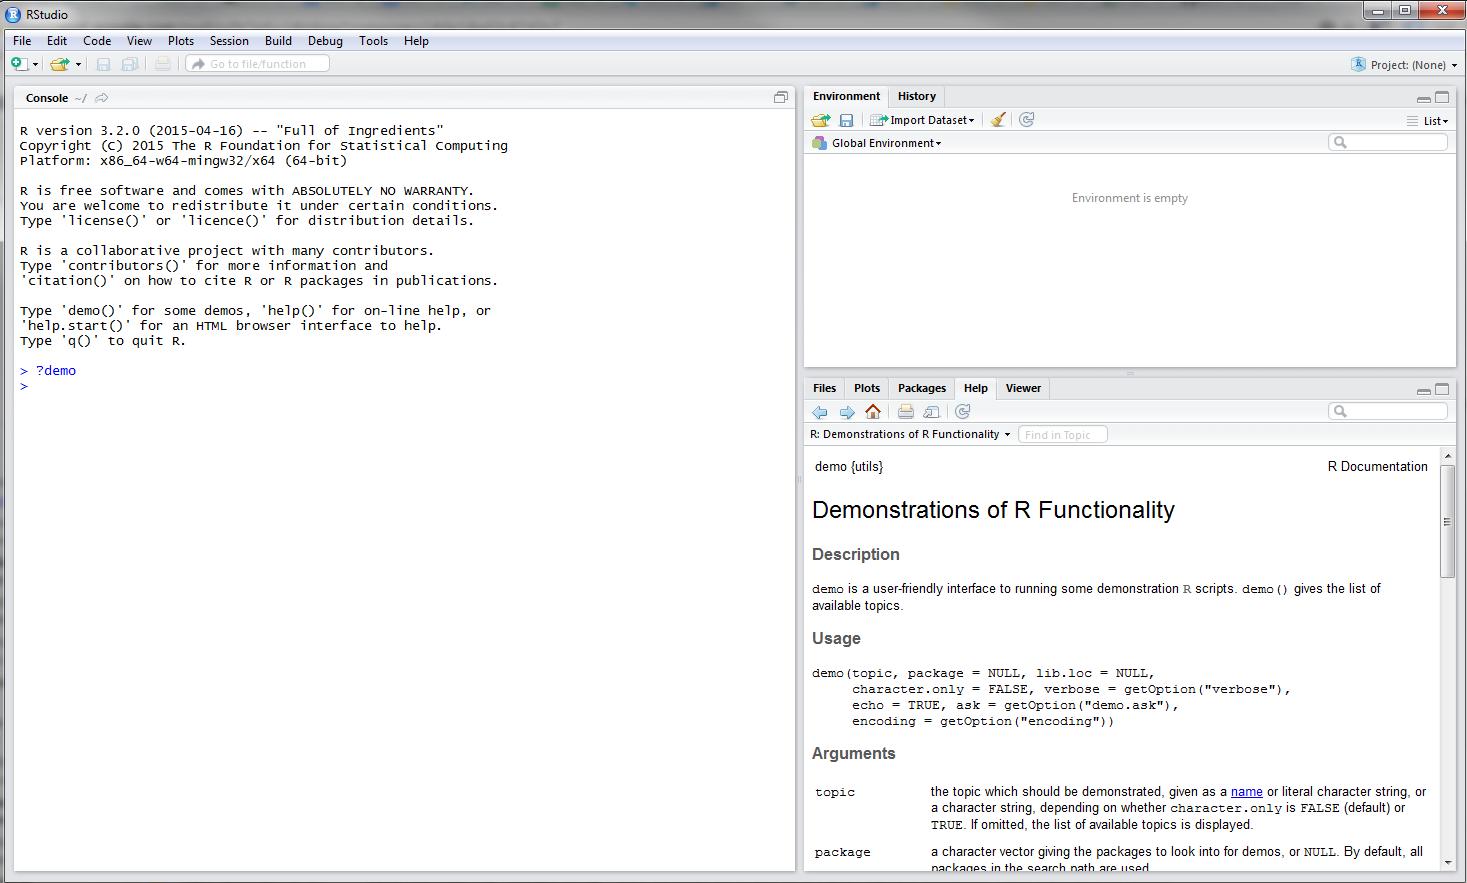 RStudio
File Edit Code View Plots Session Build Debug Tools Help
Go to file/function
Project: (None)
Console ~/
R version 3.2.0 (2015-04-16) -- "Full of Ingredients"
Copyright (C) 2015 The R Foundation for Statistical Computing
Platform: x86_64-w64-mingw32/x64 (64-bit)
R is free software and comes with ABSOLUTELY NO WARRANTY.
You are welcome to redistribute it under certain conditions.
Type 'license()' or 'licence()' for distribution details.
R is a collaborative project with many contributors.
Type 'contributors()' for more information and
'citation()' on how to cite R or R packages in publications.
Type 'demo()' for some demos, 'help()' for on-line help, or
'help.start()' for an HTML browser interface to help.
Type 'q()' to quit R.
> ?demo
>
Environment History
Import Dataset List
Global Environment
Environment is empty
Files Plots Packages Help Viewer
R: Demonstrations of R Functionality Find in Topic
demo {utils} R Documentation
Demonstrations of R Functionality
Description
demo is a user-friendly interface to running some demonstration R scripts. demo() gives the list of
available topics.
Usage
demo(topic, package = NULL, lib.loc = NULL,
character.only = FALSE, verbose = getOption("verbose"),
echo = TRUE, ask = getOption("demo.ask"),
encoding = getOption("encoding"))
Arguments
topic the topic which should be demonstrated, given as a name or literal character string, or
a character string, depending on whether character.only is FALSE (default) or
TRUE. If omitted, the list of available topics is displayed.
package a character vector giving the packages to look into for demos, or NULL. By default, all
packages in the search path are used